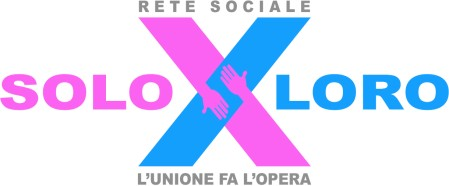 RETE SOCIALE
SOLO X LORO
L'UNIONE FA L'OPERA